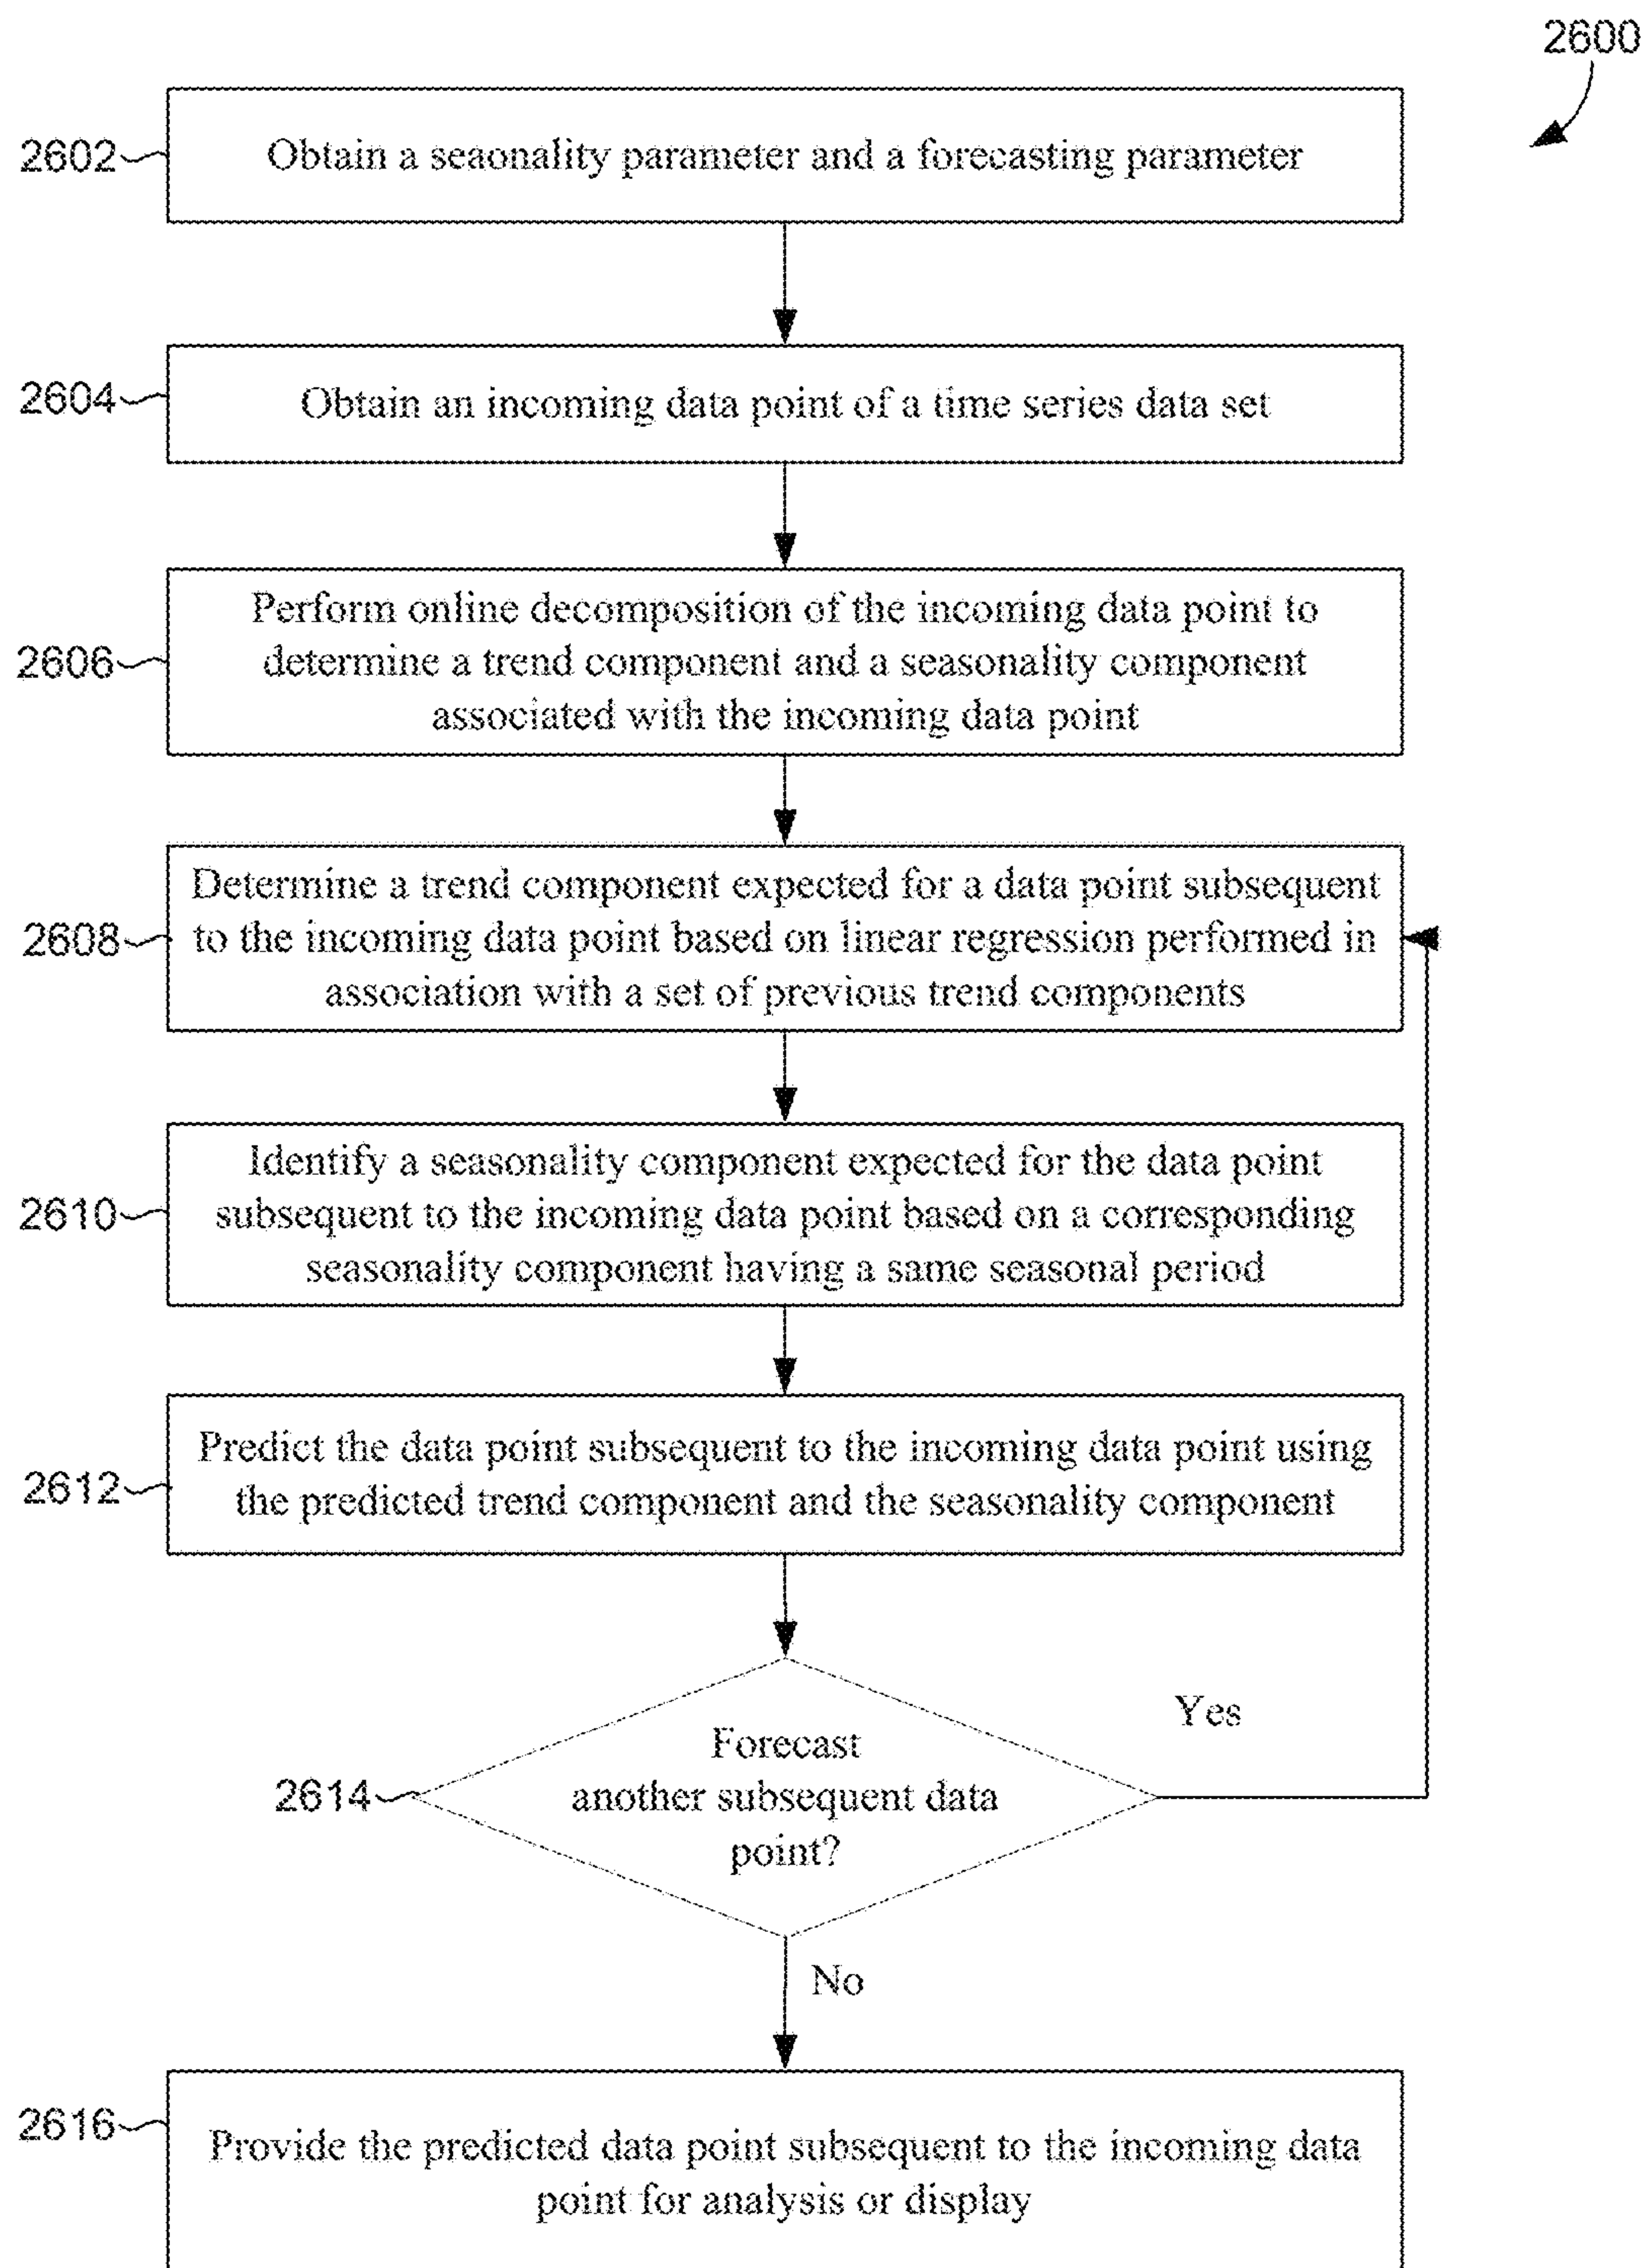 2600
2602
Obtain a seaonality parameter and a forecasting parameter
2604
Obtain an incoming data point of a time series data set
2606
Perform online decomposition of the incoming data point to
determine a trend component and a seasonality component
associated with the incoming data point
2608
Determine a trend component expected for a data point subsequent
to the incoming data point based on linear regression performed in
association with a set of previous trend components
2610
Identify a seasonality component expected for the data point
subsequent to the incoming data point based on a corresponding
seasonality component having a same seasonal period
2612
Predict the data point subsequent to the incoming data point using
the predicted trend component and the seasonality component
2614
Forecast
another subsequent data
point?
Yes
No
2616
Provide the predicted data point subsequent to the incoming data
point for analysis or display